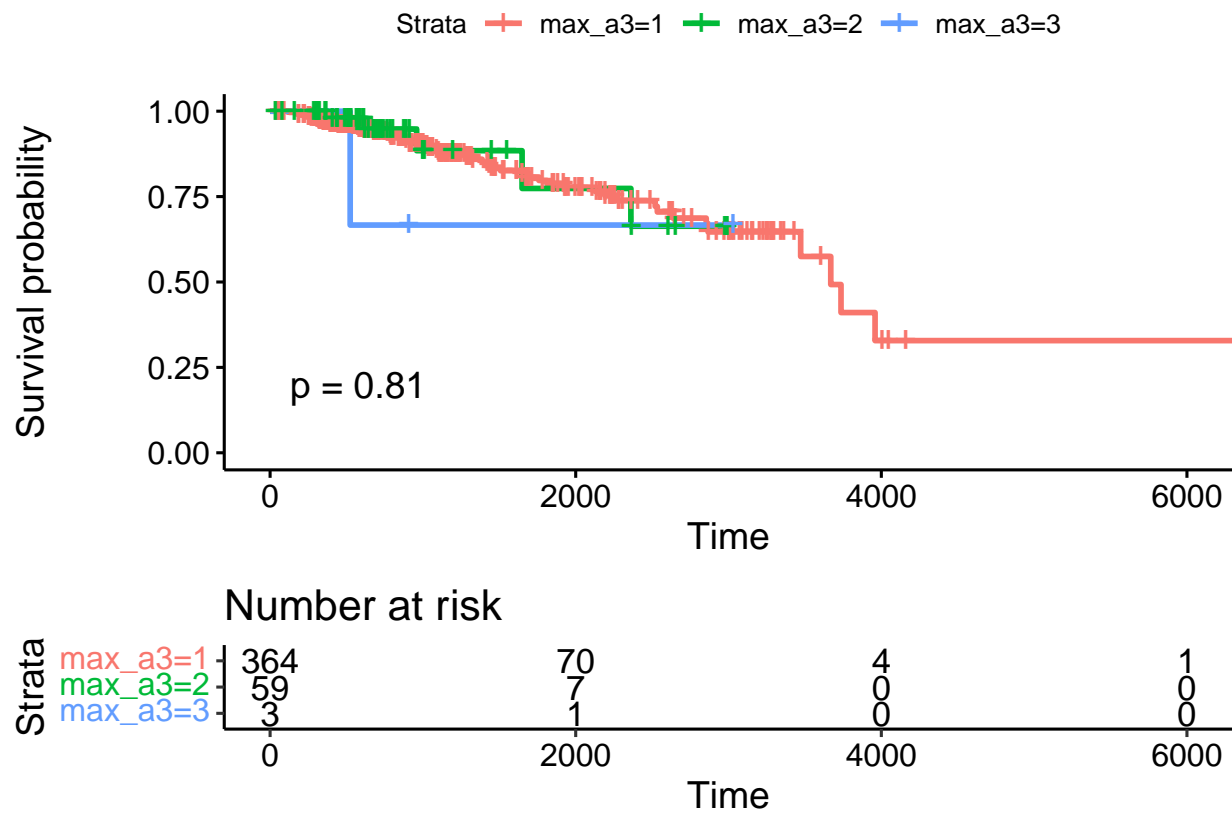 Strata max_a3=1 max_a3=2 max_a3=3
Survival probability
1.00
0.75
0.50
0.25
0.00
p = 0.81
0 2000 4000 6000
Time
Number at risk
Strata
max_a3=1 364 70 4 1
max_a3=2 59 7 0 0
max_a3=3 3 1 0 0
0 2000 4000 6000
Time